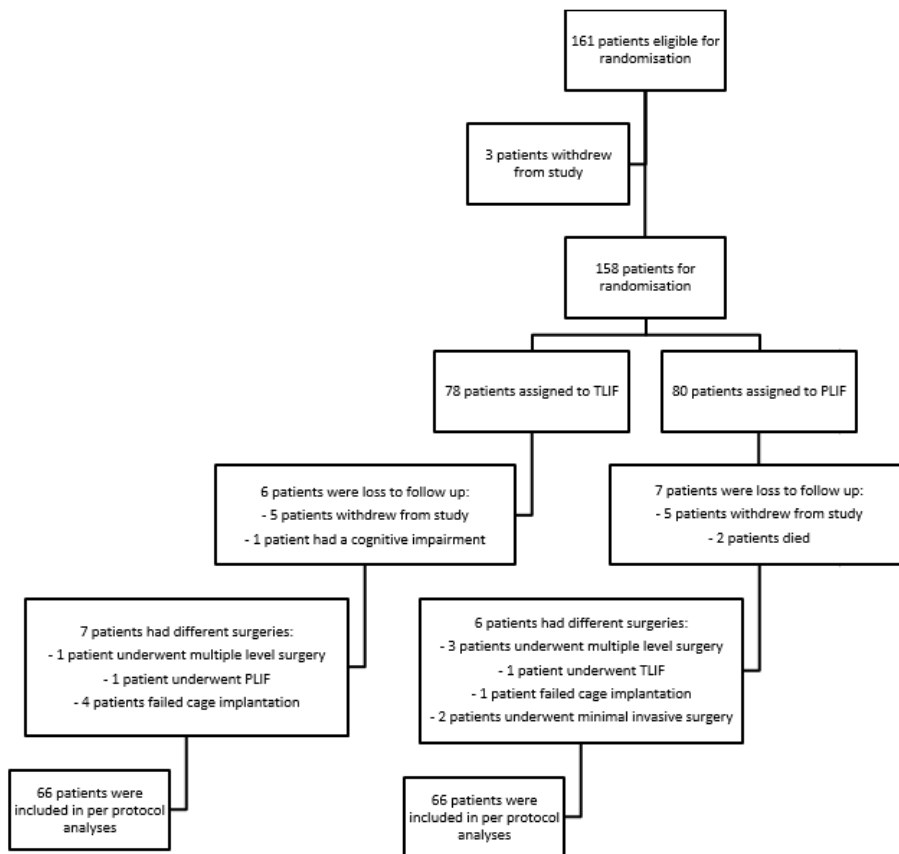 161 patients eligible for
randomisation
3 patients withdrew
from study
158 patients for
randomisation
78 patients assigned to TLIF
80 patients assigned to PLIF
6 patients were loss to follow up:
- 5 patients withdrew from study
- 1 patient had a cognitive impairment
7 patients were loss to follow up:
- 5 patients withdrew from study
- 2 patients died
7 patients had different surgeries:
- 1 patient underwent multiple level surgery
- 1 patient underwent PLIF
- 4 patients failed cage implantation
6 patients had different surgeries:
- 3 patients underwent multiple level surgery
- 1 patient underwent TLIF
- 1 patient failed cage implantation
- 2 patients underwent minimal invasive surgery
66 patients were
included in per protocol
analyses
66 patients were
included in per protocol
analyses